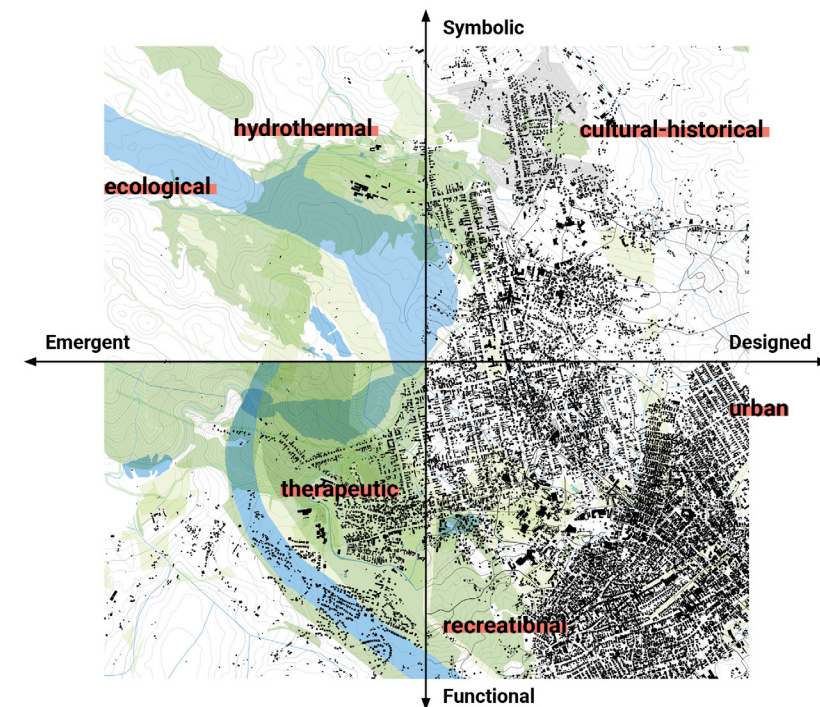 Symbolic
hydrothermal
cultural-historical
ecological
Emergent
Designed
urban
therapeutic
recreational
Functional